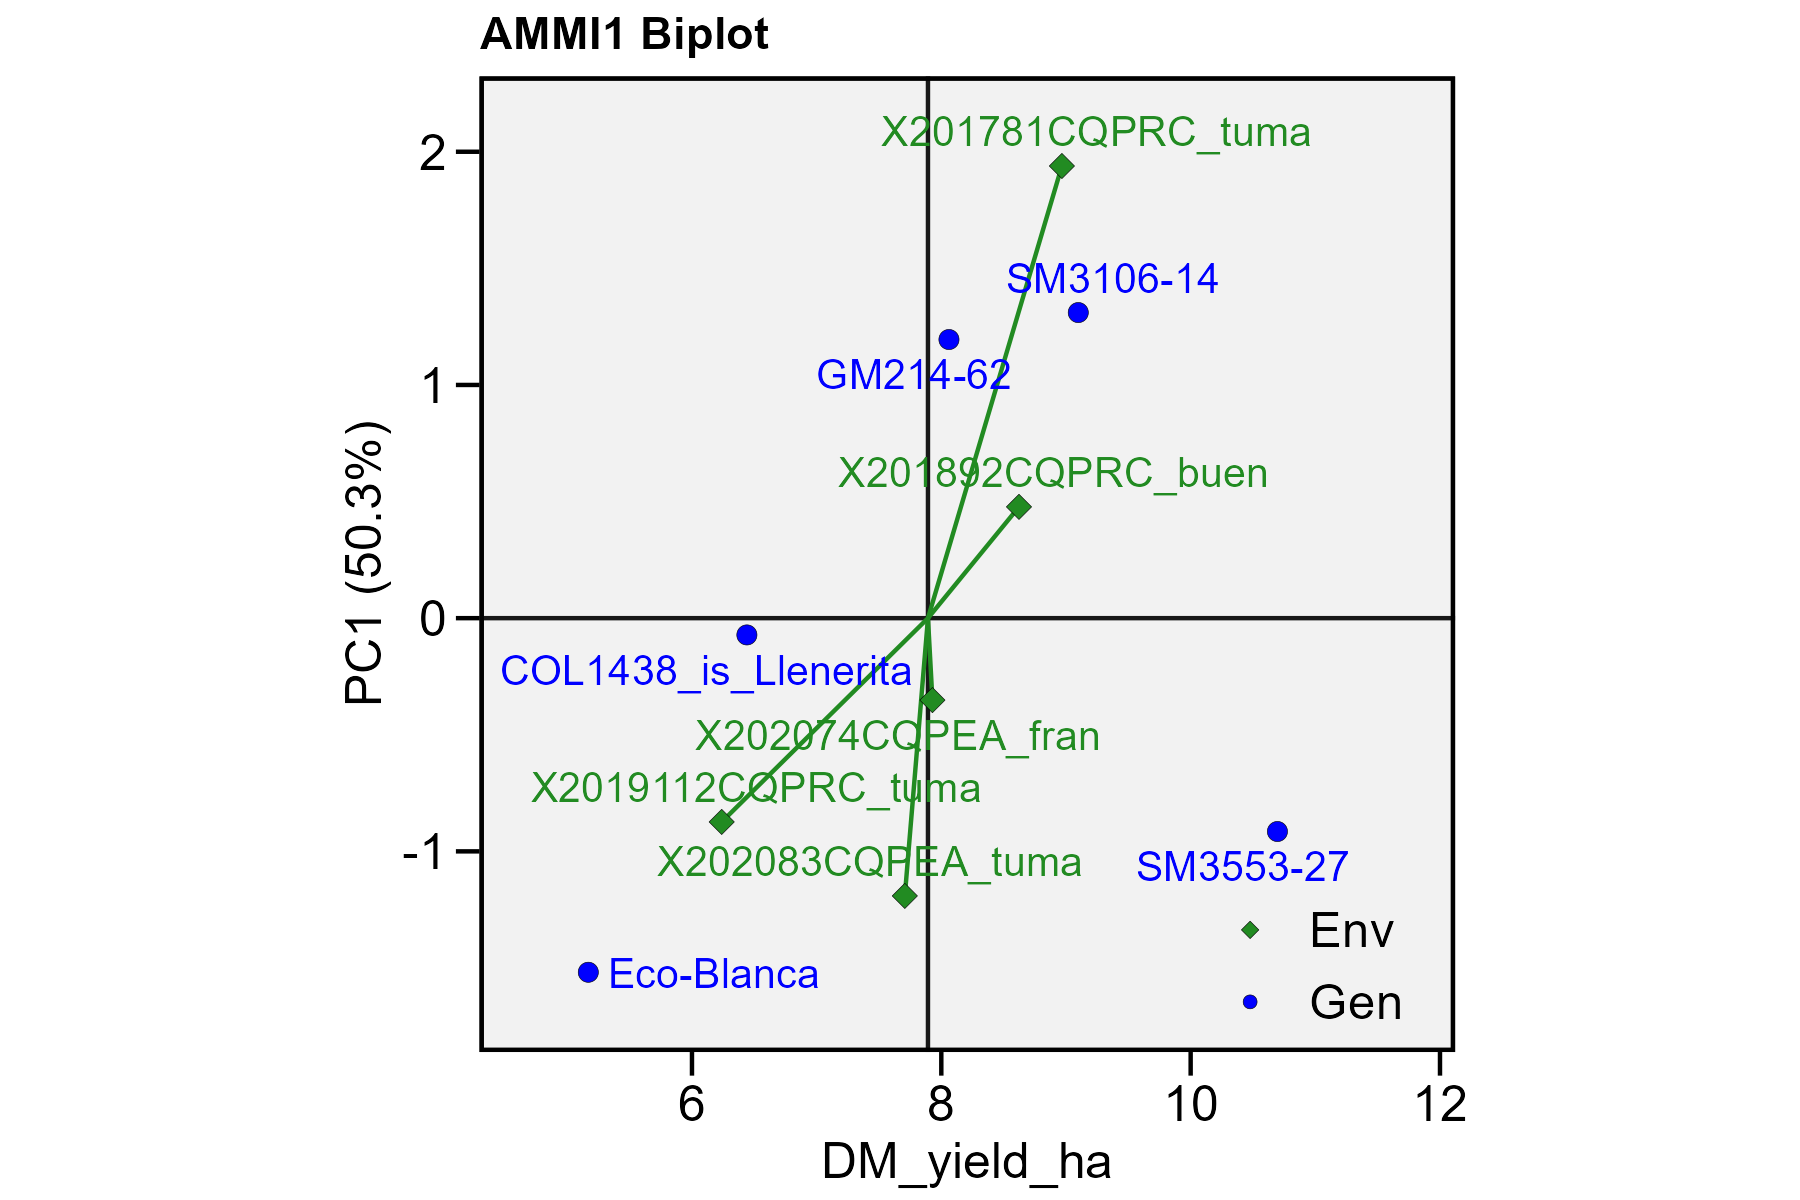 AMMI1 Biplot
X201781CQPRC_tuma
2
SM3106-14
GM214-62
1
X201892CQPRC_buen
PC1 (50.3%)
0
COL1438_is_Llenerita
X202074CQPEA_fran
X2019112CQPRC_tuma
-1
X202083CQPEA_tuma
SM3553-27
Env
Eco-Blanca
Gen
6 8 10 12
DM_yield_ha